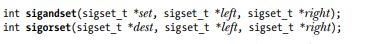 int sigandset(sigset_t *set, sigset_t *left, sigset_t *right);
int sigorset(sigset_t *dest, sigset_t *left, sigset_t *right);